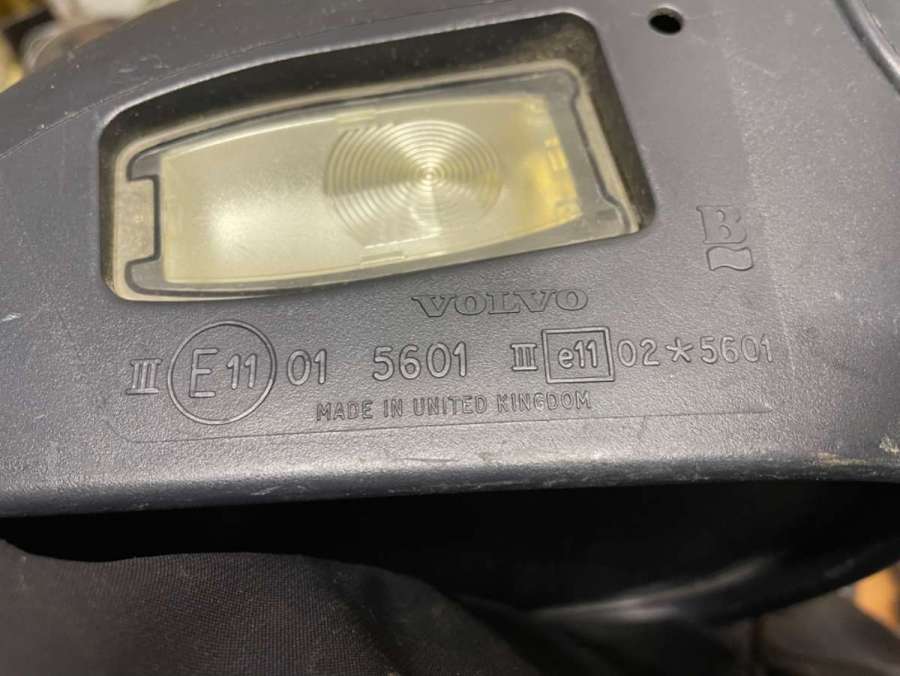 B
VOLVO
III E11 01 5601 III e11 02*5601
MADE IN UNITED KINGDOM